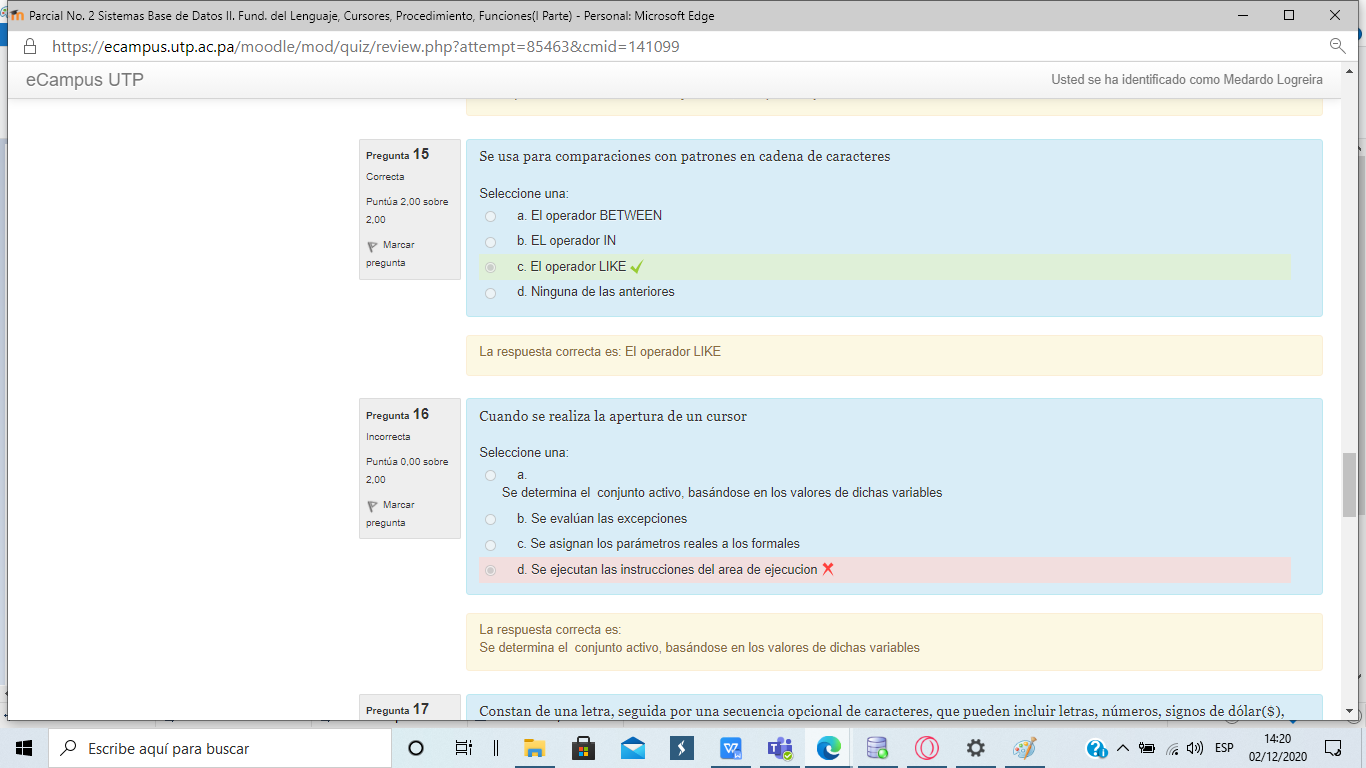 Parcial No. 2 Sistemas Base de Datos II. Fund. del Lenguaje, Cursores, Procedimiento, Funciones(I Parte) - Personal: Microsoft Edge
https://ecampus.utp.ac.pa/moodle/mod/quiz/review.php?attempt=85463&cmid=141099
eCampus UTP
Usted se ha identificado como Medardo Logreira
Pregunta 15
Correcta
Puntúa 2,00 sobre
2,00
Marcar
pregunta
Se usa para comparaciones con patrones en cadena de caracteres
Seleccione una:
a. El operador BETWEEN
b. EL operador IN
c. El operador LIKE
d. Ninguna de las anteriores
La respuesta correcta es: El operador LIKE
Pregunta 16
Incorrecta
Puntúa 0,00 sobre
2,00
Marcar
pregunta
Cuando se realiza la apertura de un cursor
Seleccione una:
a.
Se determina el  conjunto activo, basándose en los valores de dichas variables
b. Se evalúan las excepciones
c. Se asignan los parámetros reales a los formales
d. Se ejecutan las instrucciones del area de ejecucion
La respuesta correcta es:
Se determina el  conjunto activo, basándose en los valores de dichas variables
Pregunta 17
Constan de una letra, seguida por una secuencia opcional de caracteres, que pueden incluir letras, números, signos de dólar($),
Escribe aquí para buscar
ESP
14:20
02/12/2020